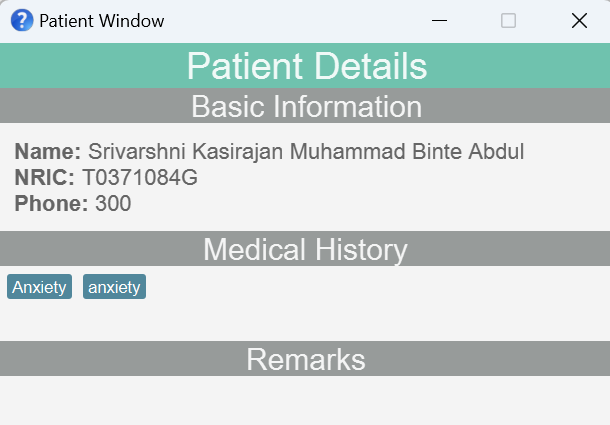 Patient Window
Patient Details
Basic Information
Name: Srivarshni Kasirajan Muhammad Binte Abdul
NRIC: T0371084G
Phone: 300
Medical History
Anxiety anxiety
Remarks